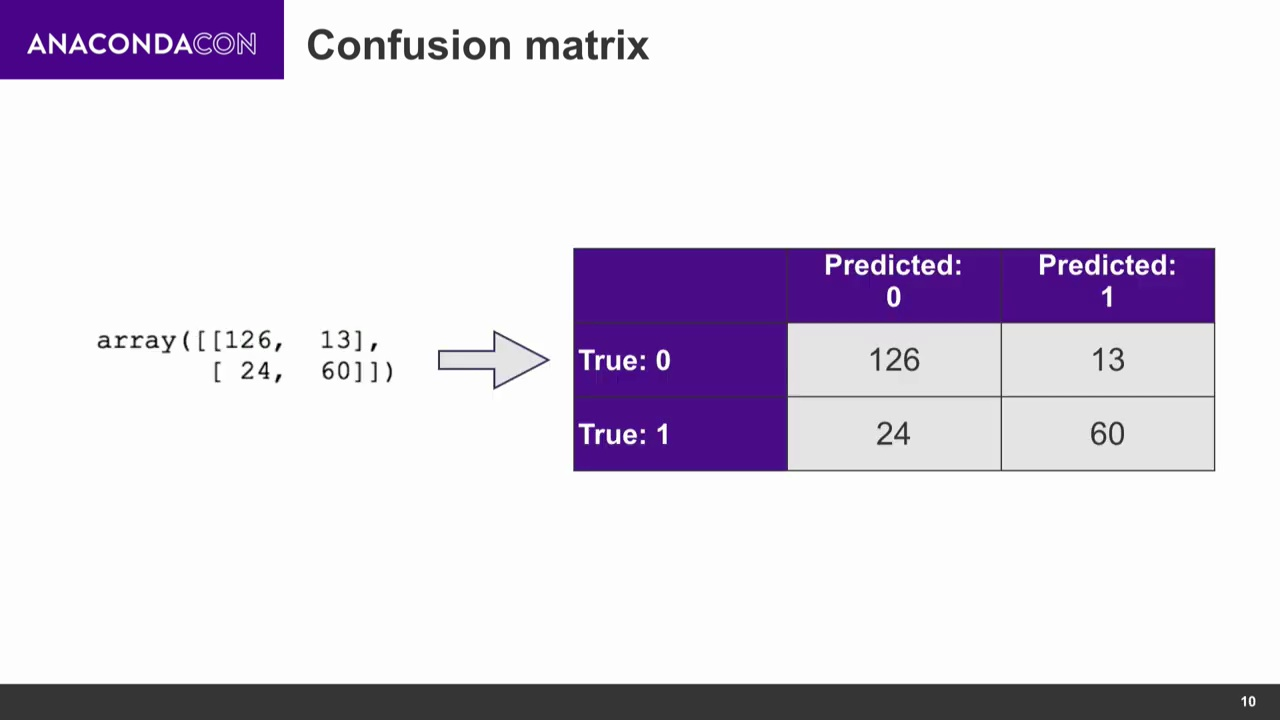 ANACONDACON
Confusion matrix
array([[126,  13],
       [ 24,  60]])
Predicted: 0
Predicted: 1
True: 0
126
13
True: 1
24
60
10